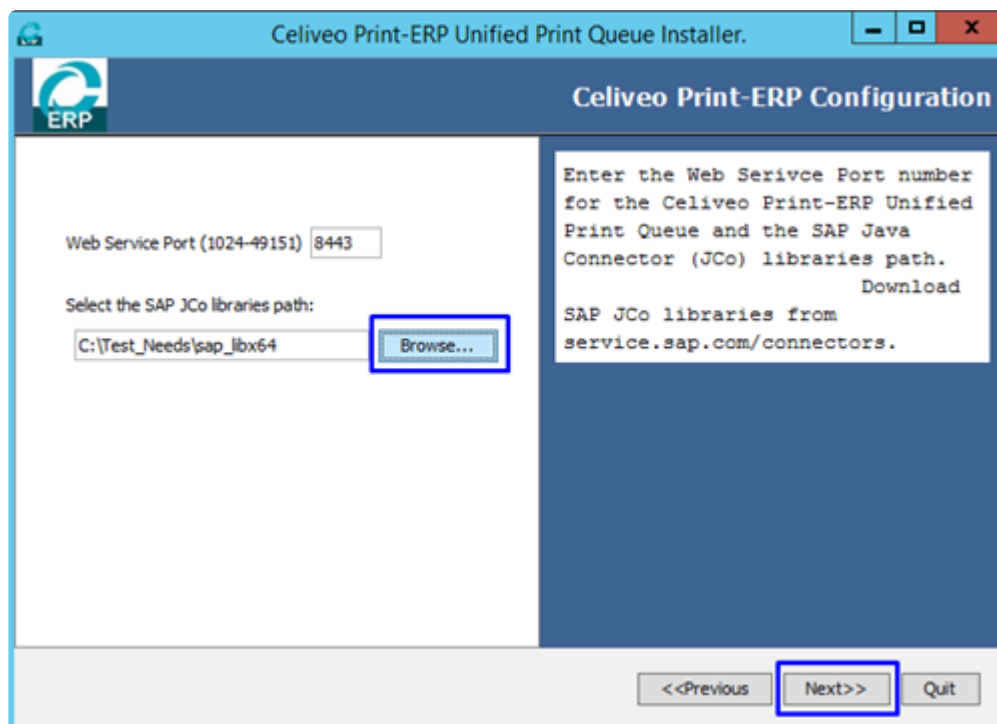 Celiveo Print-ERP Unified Print Queue Installer.
ERP
Celiveo Print-ERP Configuration
Web Service Port (1024-49151) 8443
Select the SAP JCo libraries path:
C:\Test_Needs\sap_libx64 Browse...
Enter the Web Serivce Port number
for the Celiveo Print-ERP Unified
Print Queue and the SAP Java
Connector (JCo) libraries path.
Download
SAP JCo libraries from
service.sap.com/connectors.
<<Previous Next>> Quit